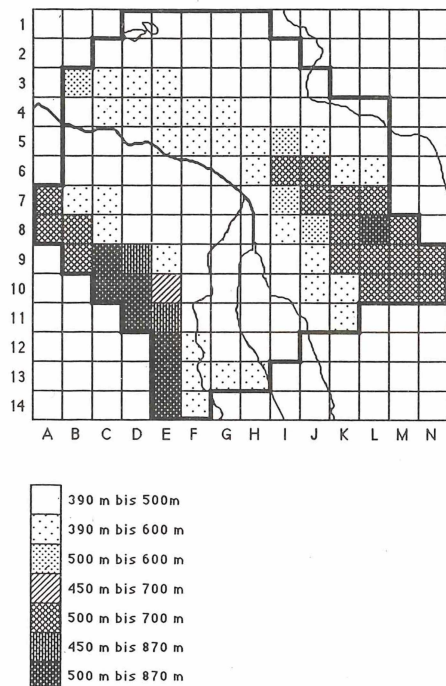 1
2
3
4
5
6
7
8
9
10
11
12
13
14
A B C D E F G H I J K L M N
390 m bis 500m
390 m bis 600 m
500 m bis 600 m
450 m bis 700 m
500 m bis 700 m
450 m bis 870 m
500 m bis 870 m